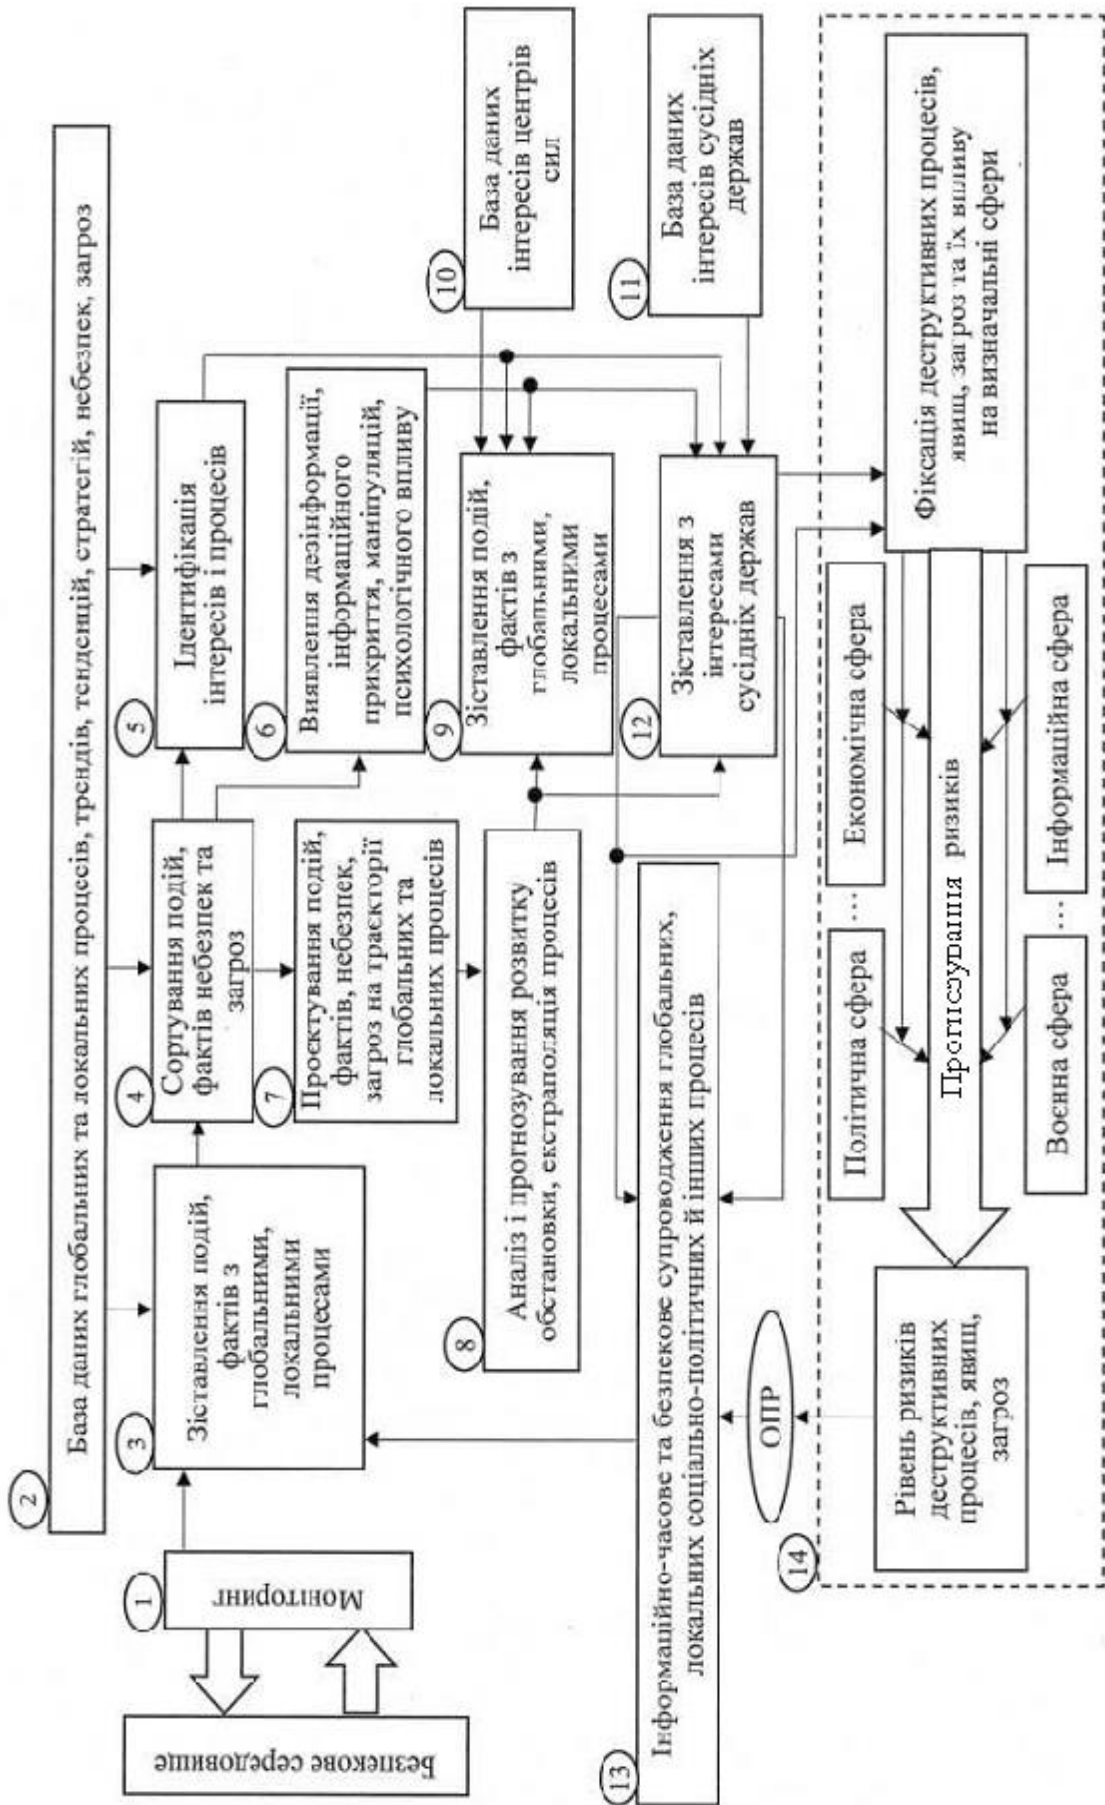 2
База даних глобальних та локальних процесів, трендів, тенденцій, стратегій, небезпек, загроз
Безпекове середовище
1
Моніторинг
3
Зіставлення подій,
фактів з
глобальними,
локальними
процесами
4
Сортування подій,
фактів небезпек та
загроз
5
Ідентифікація
інтересів і процесів
6
Виявлення дезінформації,
інформаційного
прикриття, маніпуляцій,
психологічного впливу
7
Проєктування подій,
фактів, небезпек,
загроз на траєкторії
глобальних та
локальних процесів
8
Аналіз і прогнозування розвитку
обстановки, екстраполяція процесів
9
Зіставлення подій,
фактів з
глобальними,
локальними
процесами
10
База даних
інтересів центрів
сил
11
База даних
інтересів сусідніх
держав
12
Зіставлення з
інтересами
сусідніх держав
13
Інформаційно-часове та безпекове супроводження глобальних,
локальних соціально-політичних й інших процесів
ОПР
14
Рівень ризиків
деструктивних
процесів, явищ,
загроз
Політична сфера
...
Економічна сфера
Прогнозування ризиків
Воєнна сфера
...
Інформаційна сфера
Фіксація деструктивних процесів,
явищ, загроз та їх впливу
на визначальні сфери